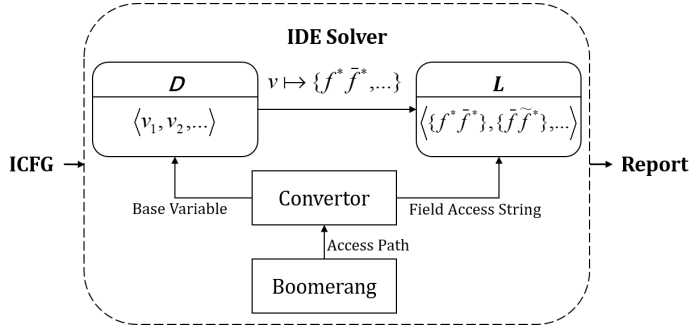 IDE Solver
D
⟨v₁, v₂,...⟩
v ↦ {f* f̄*,...}
L
⟨{f* f̄*},{f̄ f̃*},...⟩
ICFG
Report
Base Variable
Convertor
Field Access String
Access Path
Boomerang